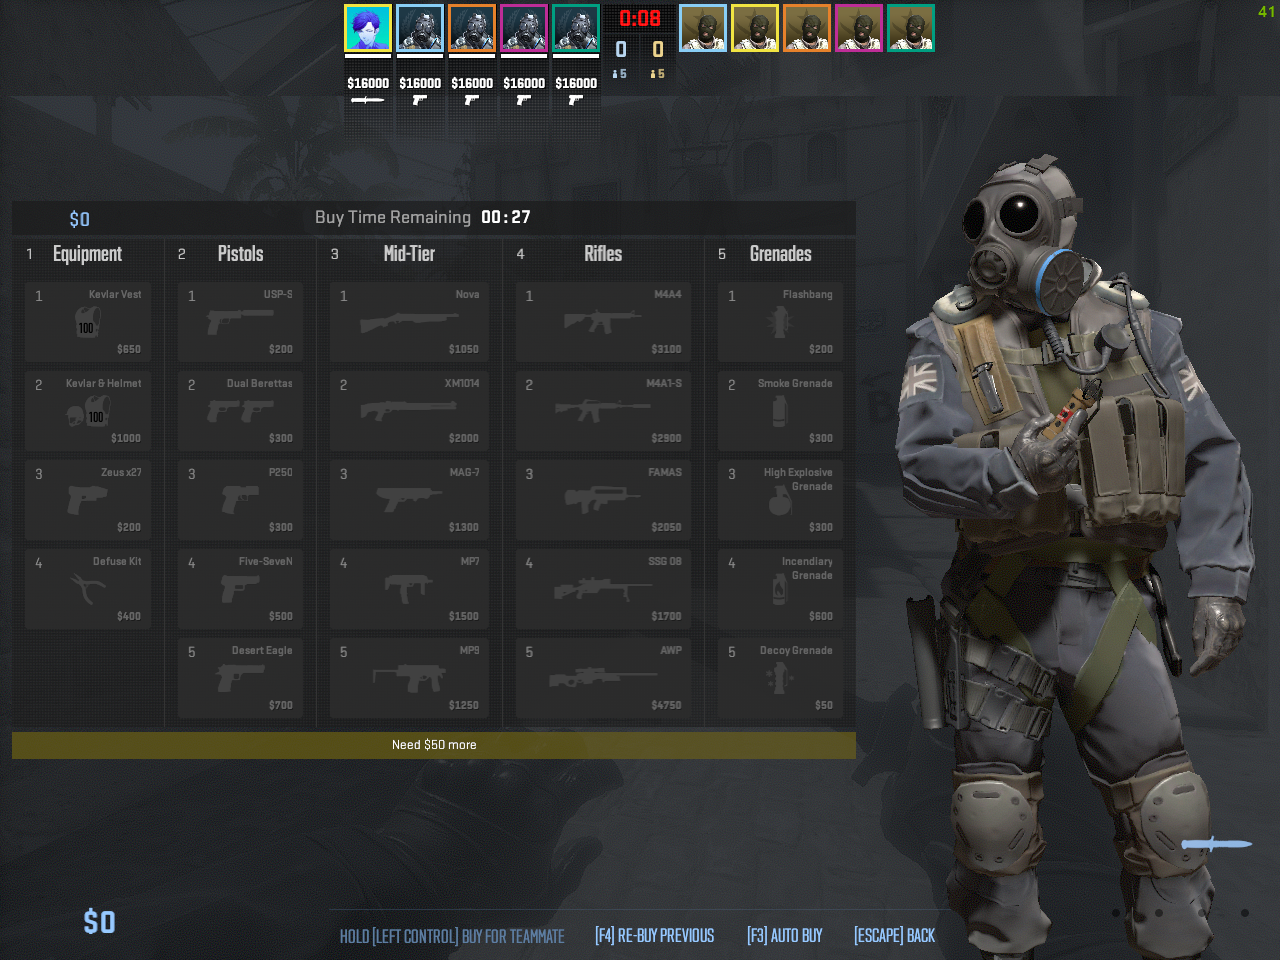 41
0:08
0 0
5 5
$16000 $16000 $16000 $16000 $16000
$0 Buy Time Remaining 00:27
1 Equipment 2 Pistols 3 Mid-Tier 4 Rifles 5 Grenades
1 Kevlar Vest
100
$650
2 Kevlar & Helmet
100
$1000
3 Zeus x27
$200
4 Defuse Kit
$400
1 USP-S
$200
2 Dual Berettas
$300
3 P250
$300
4 Five-SeveN
$500
5 Desert Eagle
$700
1 Nova
$1050
2 XM1014
$2000
3 MAG-7
$1300
4 MP7
$1500
5 MP9
$1250
1 M4A4
$3100
2 M4A1-S
$2900
3 FAMAS
$2050
4 SSG 08
$1700
5 AWP
$4750
1 Flashbang
$200
2 Smoke Grenade
$300
3 High Explosive
Grenade
$300
4 Incendiary
Grenade
$600
5 Decoy Grenade
$50
Need $50 more
$0
HOLD [LEFT CONTROL] BUY FOR TEAMMATE [F4] RE-BUY PREVIOUS [F3] AUTO BUY [ESCAPE] BACK